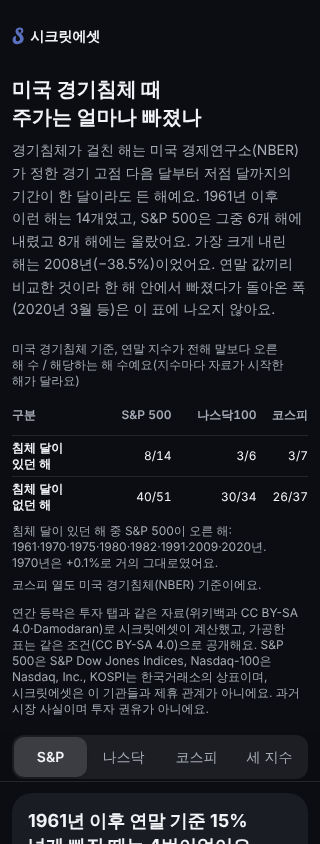 시크릿에셋
미국 경기침체 때
주가는 얼마나 빠졌나
경기침체가 걸친 해는 미국 경제연구소(NBER)
가 정한 경기 고점 다음 달부터 저점 달까지의
기간이 한 달이라도 든 해예요. 1961년 이후
이런 해는 14개였고, S&P 500은 그중 6개 해에
내렸고 8개 해에는 올랐어요. 가장 크게 내린
해는 2008년(−38.5%)이었어요. 연말 값끼리
비교한 것이라 한 해 안에서 빠졌다가 돌아온 폭
(2020년 3월 등)은 이 표에 나오지 않아요.
미국 경기침체 기준, 연말 지수가 전해 말보다 오른
해 수 / 해당하는 해 수예요(지수마다 자료가 시작한
해가 달라요)
구분 S&P 500 나스닥100 코스피
침체 달이
있던 해 8/14 3/6 3/7
침체 달이
없던 해 40/51 30/34 26/37
침체 달이 있던 해 중 S&P 500이 오른 해:
1961·1970·1975·1980·1982·1991·2009·2020년.
1970년은 +0.1%로 거의 그대로였어요.
코스피 열도 미국 경기침체(NBER) 기준이에요.
연간 등락은 투자 탭과 같은 자료(위키백과 CC BY-SA
4.0·Damodaran)로 시크릿에셋이 계산했고, 가공한
표는 같은 조건(CC BY-SA 4.0)으로 공개해요. S&P
500은 S&P Dow Jones Indices, Nasdaq-100은
Nasdaq, Inc., KOSPI는 한국거래소의 상표이며,
시크릿에셋은 이 기관들과 제휴 관계가 아니에요. 과거
시장 사실이며 투자 권유가 아니에요.
S&P 나스닥 코스피 세 지수
1961년 이후 연말 기준 15%